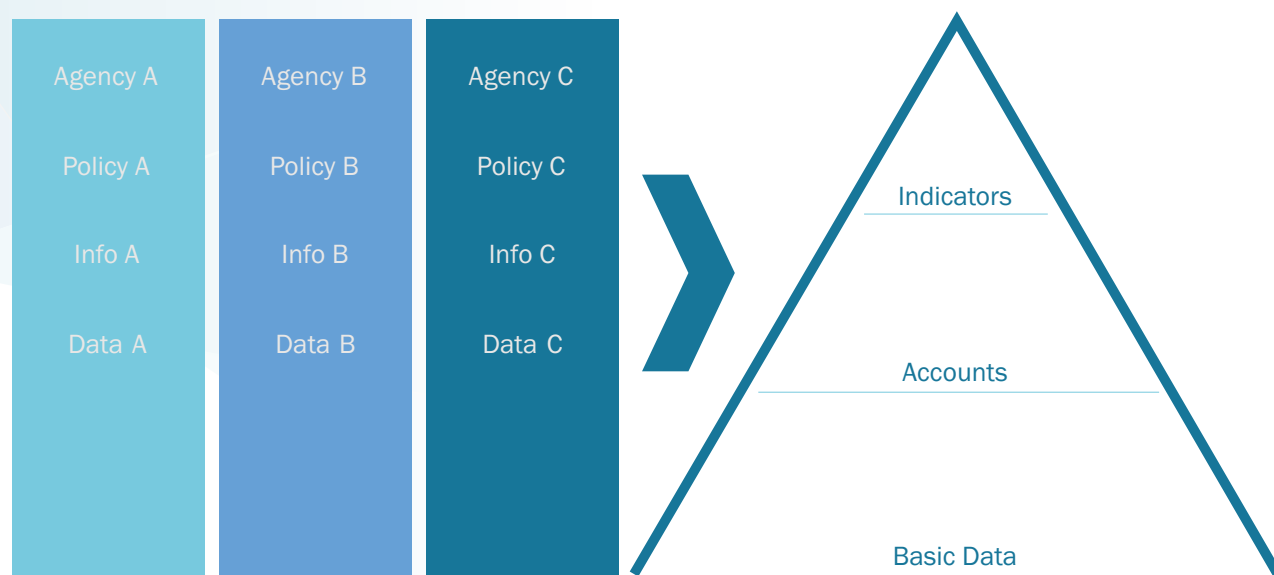 Agency A
Policy A
Info A
Data A
Agency B
Policy B
Info B
Data B
Agency C
Policy C
Info C
Data C
Indicators
Accounts
Basic Data